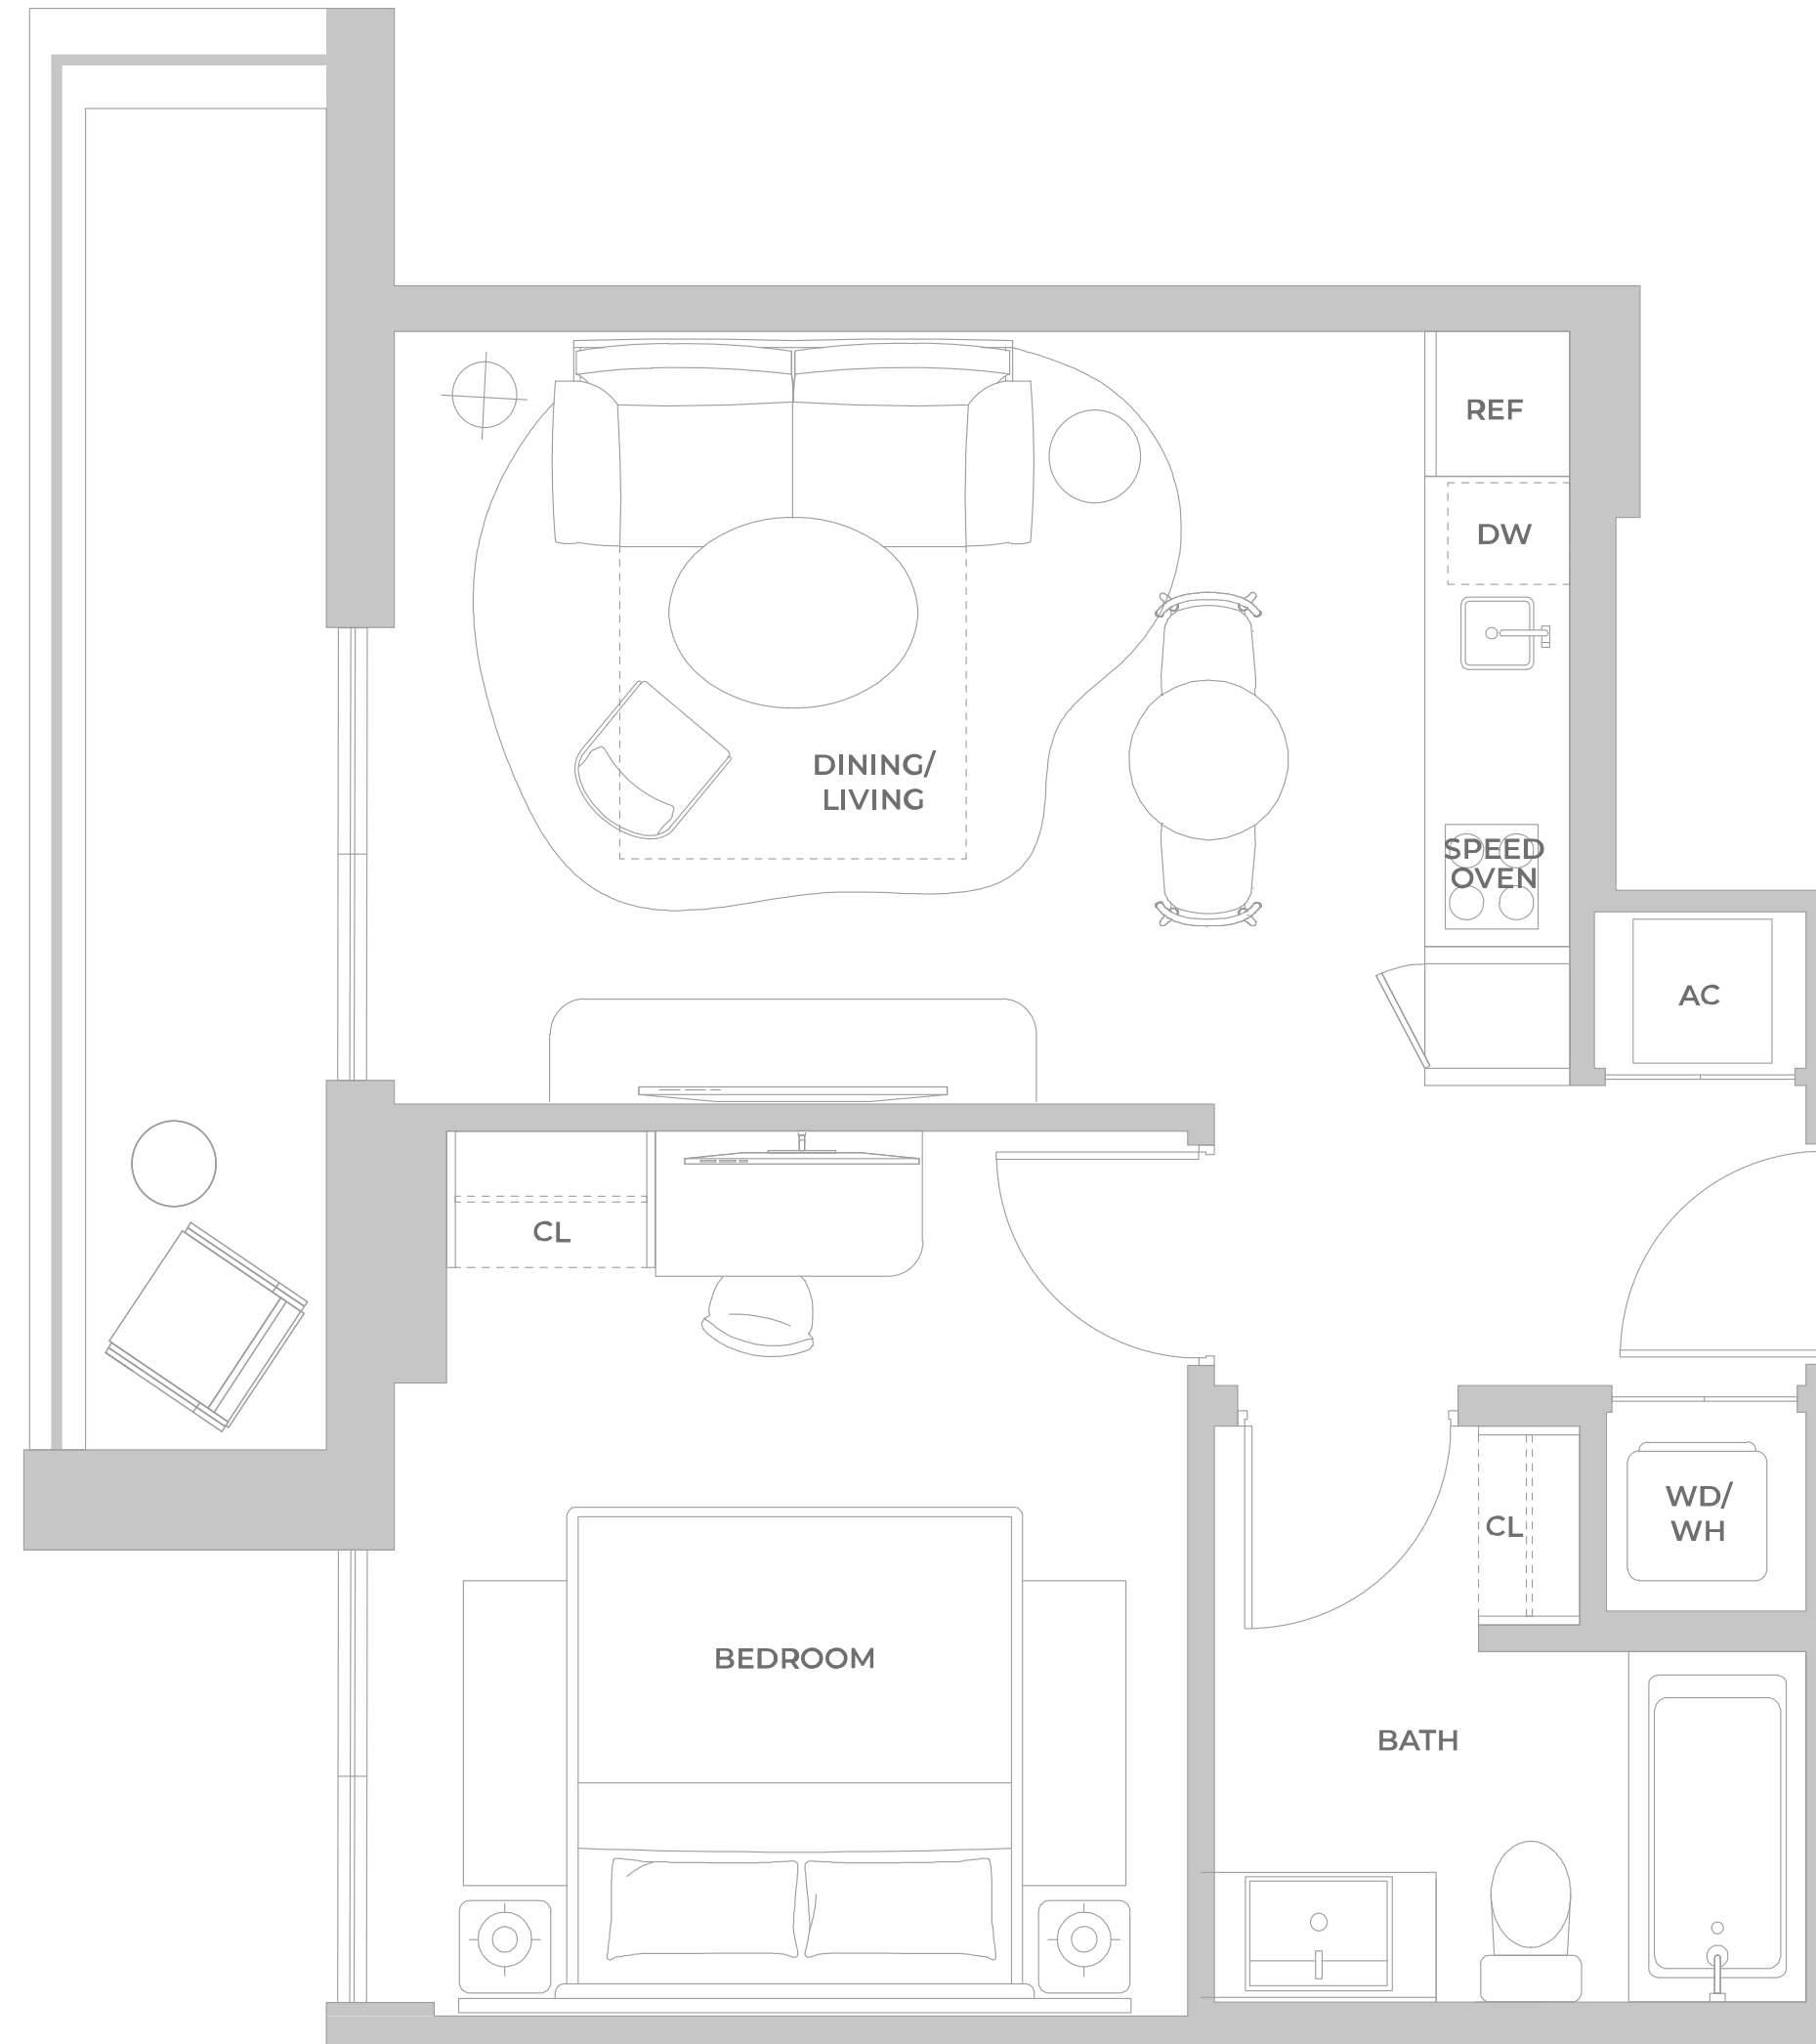 REF
DW
DINING/
LIVING
SPEED
OVEN
AC
CL
WD/
WH
CL
BEDROOM
BATH